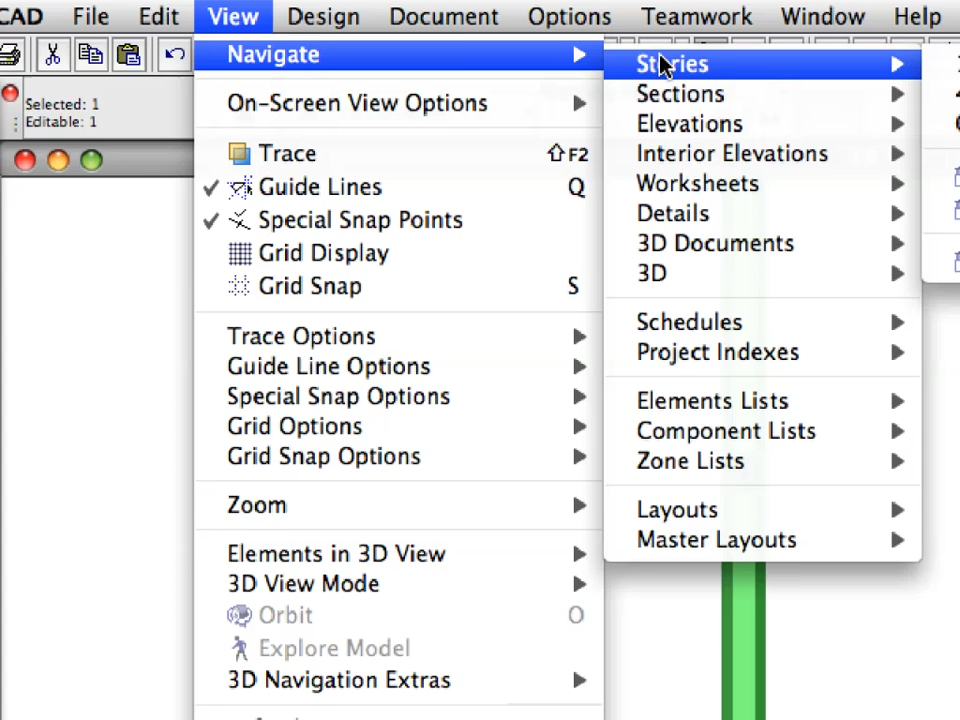 CAD File Edit View Design Document Options Teamwork Window Help
Selected: 1
Editable: 1
Navigate
On-Screen View Options
Trace ⇧F2
✓ Guide Lines Q
✓ Special Snap Points
Grid Display
Grid Snap S
Trace Options
Guide Line Options
Special Snap Options
Grid Options
Grid Snap Options
Zoom
Elements in 3D View
3D View Mode
Orbit O
Explore Model
3D Navigation Extras
Stories
Sections
Elevations
Interior Elevations
Worksheets
Details
3D Documents
3D
Schedules
Project Indexes
Elements Lists
Component Lists
Zone Lists
Layouts
Master Layouts